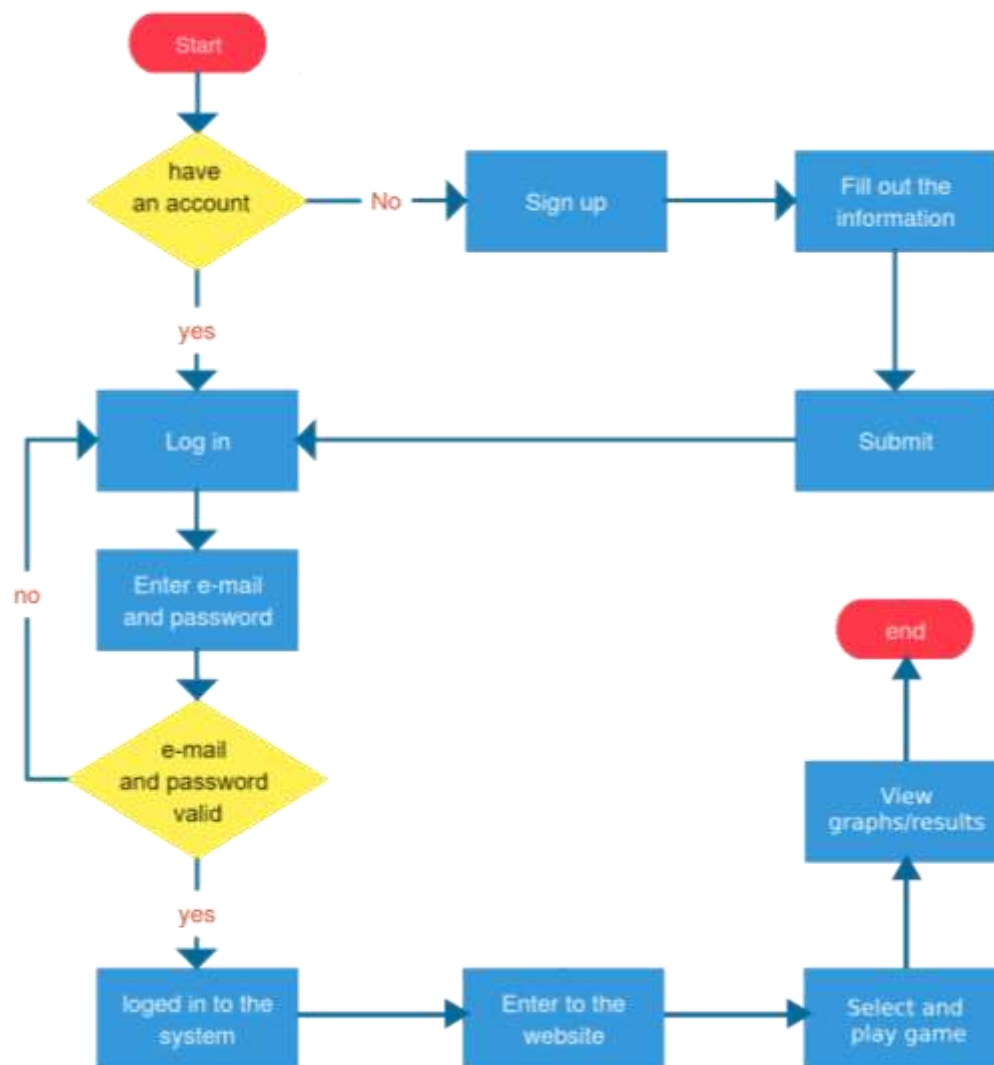 Start
have
an account
No
Sign up
Fill out the
information
yes
Log in
Submit
Enter e-mail
and password
no
end
e-mail
and password
valid
View
graphs/results
yes
loged in to the
system
Enter to the
website
Select and
play game